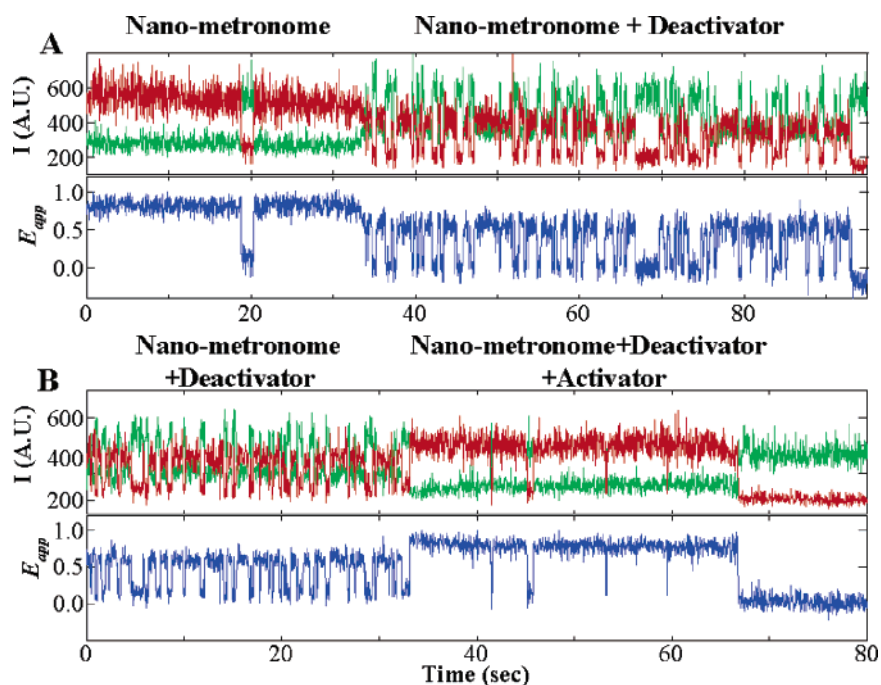 Nano-metronome Nano-metronome + Deactivator
A
600
400
200
I (A.U.)
1.0
0.5
0.0
E app
0 20 40 60 80
Nano-metronome Nano-metronome+Deactivator
B +Deactivator +Activator
600
400
200
I (A.U.)
1.0
0.5
0.0
E app
0 20 40 60 80
Time (sec)